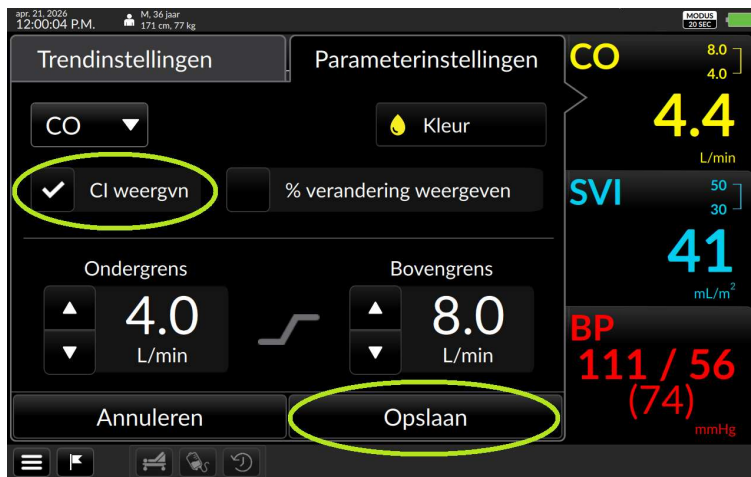 apr. 21, 2026
12:00:04 P.M.
M, 36 jaar
171 cm, 77 kg
MODUS
20 SEC
Trendinstellingen
Parameterinstellingen
CO
Kleur
CI weergvn
% verandering weergeven
Ondergrens
Bovengrens
4.0
L/min
8.0
L/min
Annuleren
Opslaan
CO
8.0
4.0
4.4
L/min
SVI
50
30
41
mL/m²
BP
111 / 56
(74)
mmHg